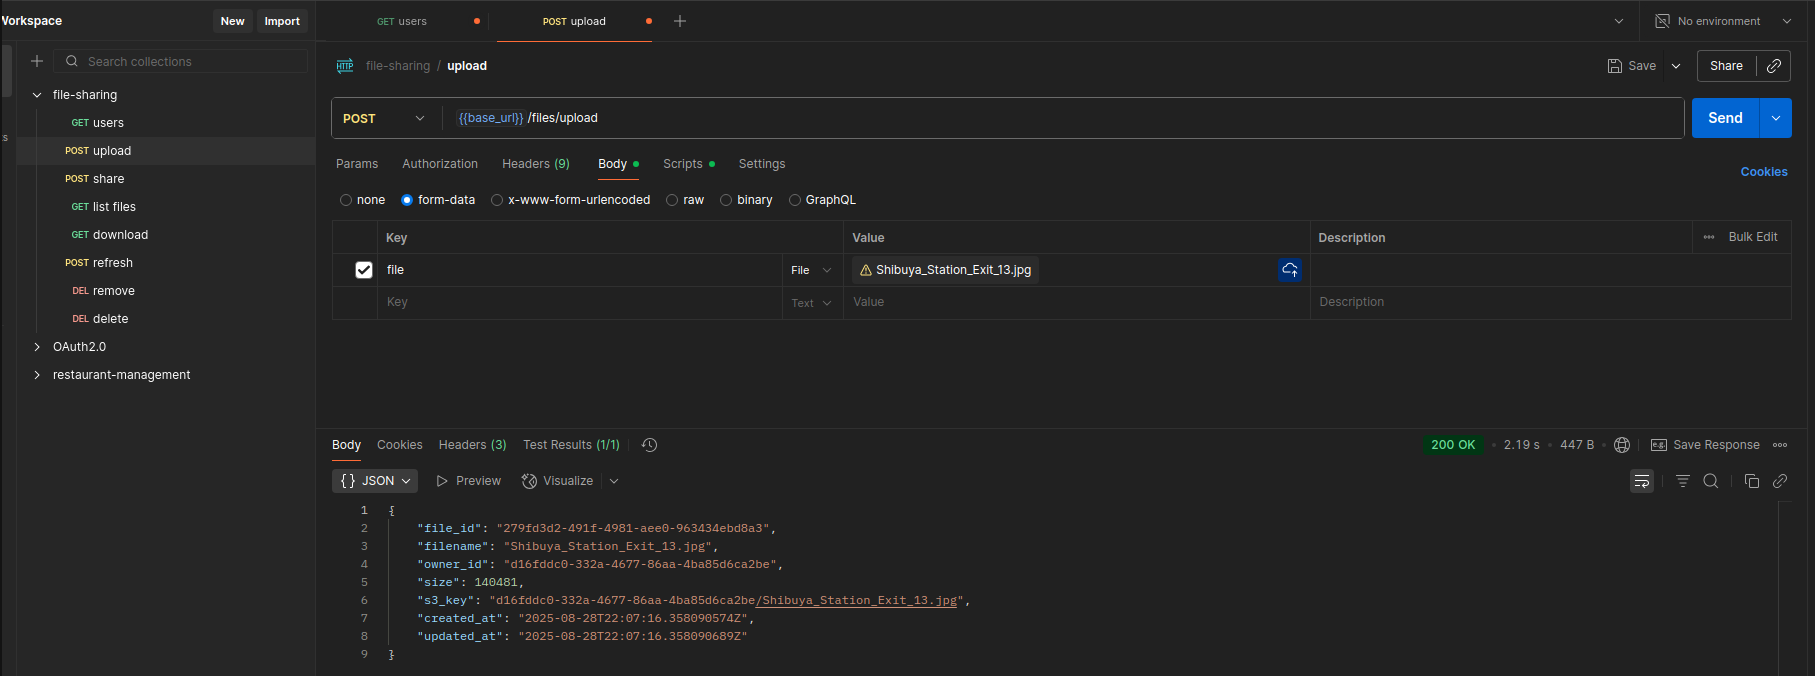 Workspace
New
Import
GET users
POST upload
No environment
Search collections
file-sharing / upload
Save
Share
file-sharing
GET users
POST upload
POST share
GET list files
GET download
POST refresh
DEL remove
DEL delete
OAuth2.0
restaurant-management
POST
{{base_url}} /files/upload
Send
Params
Authorization
Headers (9)
Body
Scripts
Settings
Cookies
none
form-data
x-www-form-urlencoded
raw
binary
GraphQL
Key
Value
Description
Bulk Edit
file
File
Shibuya_Station_Exit_13.jpg
Key
Text
Value
Description
Body
Cookies
Headers (3)
Test Results (1/1)
200 OK
2.19 s
447 B
e.g.
Save Response
{} JSON
Preview
Visualize
1 {
2 "file_id": "279fd3d2-491f-4981-aee0-963434ebd8a3",
3 "filename": "Shibuya_Station_Exit_13.jpg",
4 "owner_id": "d16fddc0-332a-4677-86aa-4ba85d6ca2be",
5 "size": 140481,
6 "s3_key": "d16fddc0-332a-4677-86aa-4ba85d6ca2be/Shibuya_Station_Exit_13.jpg",
7 "created_at": "2025-08-28T22:07:16.358090574Z",
8 "updated_at": "2025-08-28T22:07:16.358090689Z"
9 }